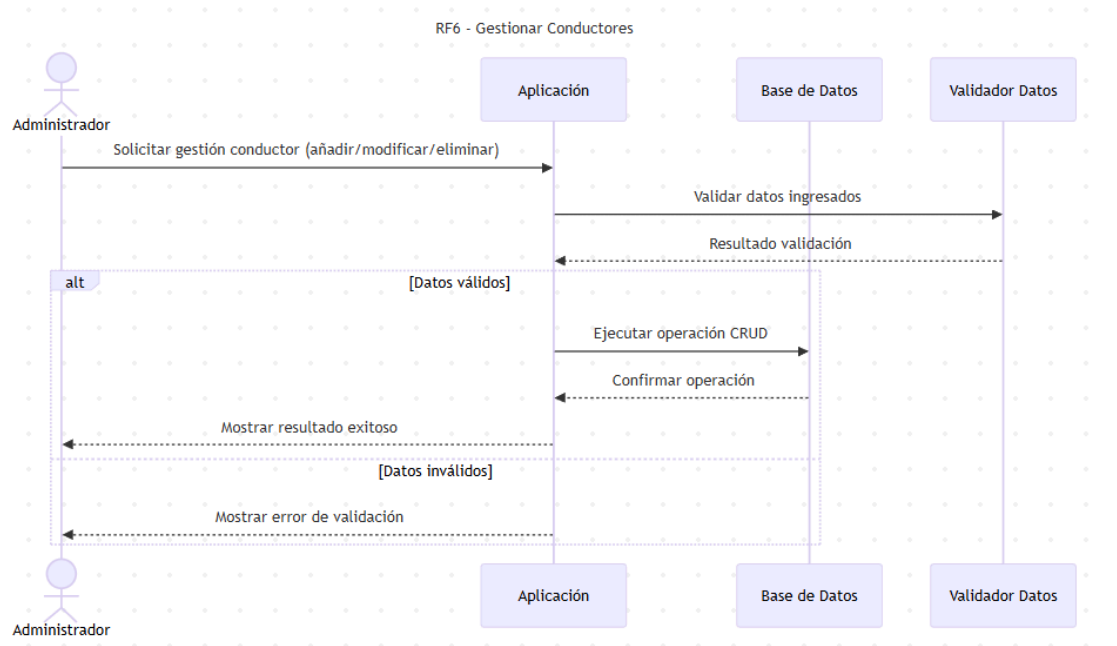 RF6 - Gestionar Conductores
Administrador
Aplicación
Base de Datos
Validador Datos
Solicitar gestión conductor (añadir/modificar/eliminar)
Validar datos ingresados
Resultado validación
alt
[Datos válidos]
Ejecutar operación CRUD
Confirmar operación
Mostrar resultado exitoso
[Datos inválidos]
Mostrar error de validación
Administrador
Aplicación
Base de Datos
Validador Datos